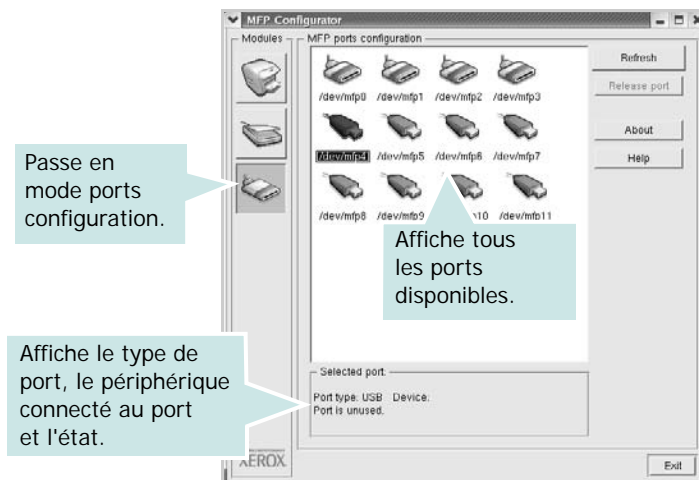 MFP Configurator
Modules
MFP ports configuration
/dev/mfp0 /dev/mfp1 /dev/mfp2 /dev/mfp3
/dev/mfp4 /dev/mfp5 /dev/mfp6 /dev/mfp7
/dev/mfp8 /dev/mfp9 p10 /dev/mfp11
Refresh
Release port
About
Help
Passe en
mode ports
configuration.
Affiche tous
les ports
disponibles.
Affiche le type de
port, le périphérique
connecté au port
et l'état.
Selected port:
Port type: USB Device:
Port is unused.
XEROX
Exit